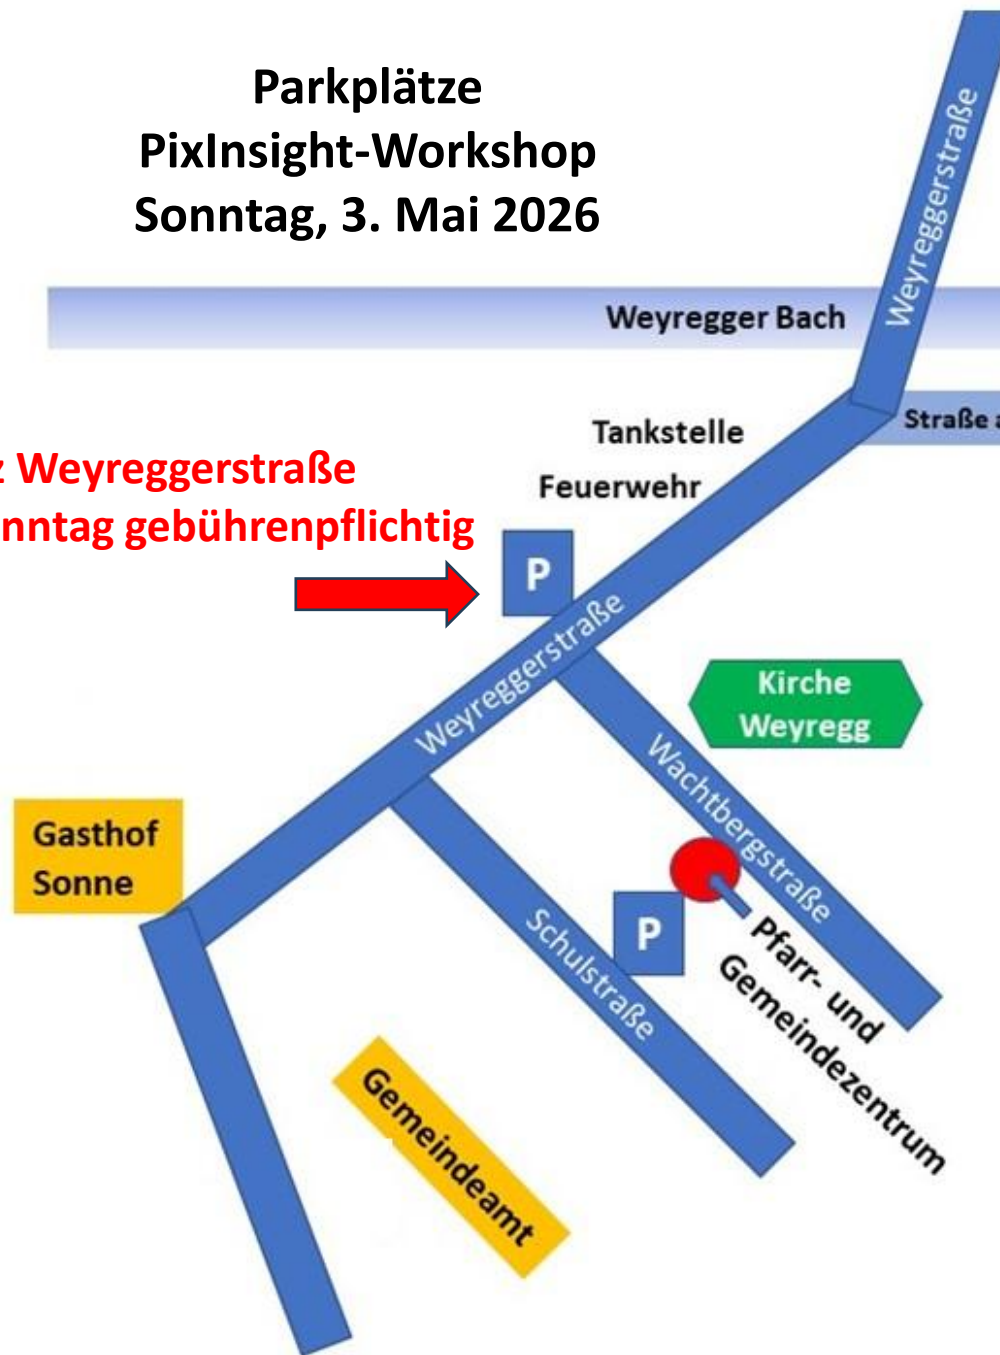 Parkplätze
PixInsight-Workshop
Sonntag, 3. Mai 2026
Weyreggerstraße
Weyregger Bach
Straße
Tankstelle
Feuerwehr
Weyreggerstraße
gebührenpflichtig
P
Weyreggerstraße
Kirche
Weyregg
Wachtbergstraße
Gasthof
Sonne
P
Schulstraße
Pfarr- und
Gemeindezentrum
Gemeindeamt